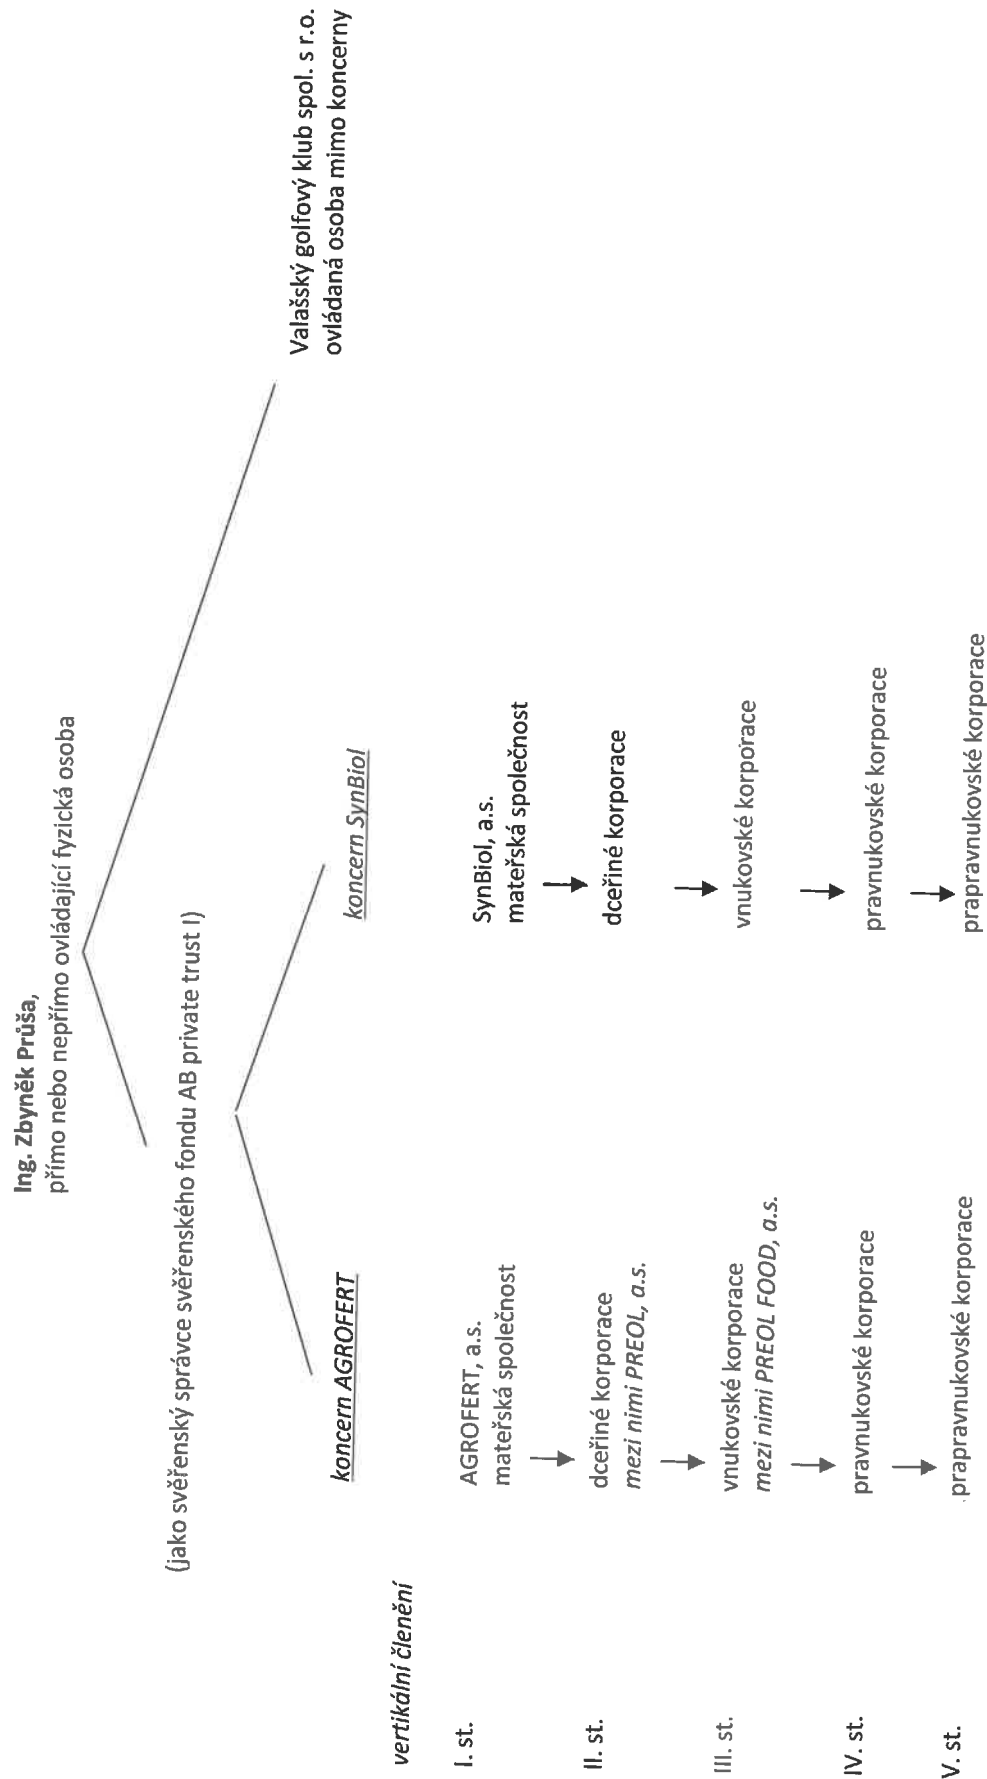 Ing. Zbyněk Průša,
přímo nebo nepřímo ovládající fyzická osoba
(jako svěřenský správce svěřenského fondu AB private trust I)
Valašský golfový klub spol. s r.o.
ovládaná osoba mimo koncerny
koncern AGROFERT
koncern SynBiol
vertikální členění
I. st.
AGROFERT, a.s.
mateřská společnost
SynBiol, a.s.
mateřská společnost
II. st.
dceřiné korporace
mezi nimi PREOL, a.s.
dceřiné korporace
III. st.
vnukovské korporace
mezi nimi PREOL FOOD, a.s.
vnukovské korporace
IV. st.
pravnukovské korporace
pravnukovské korporace
V. st.
prapravnukovské korporace
prapravnukovské korporace